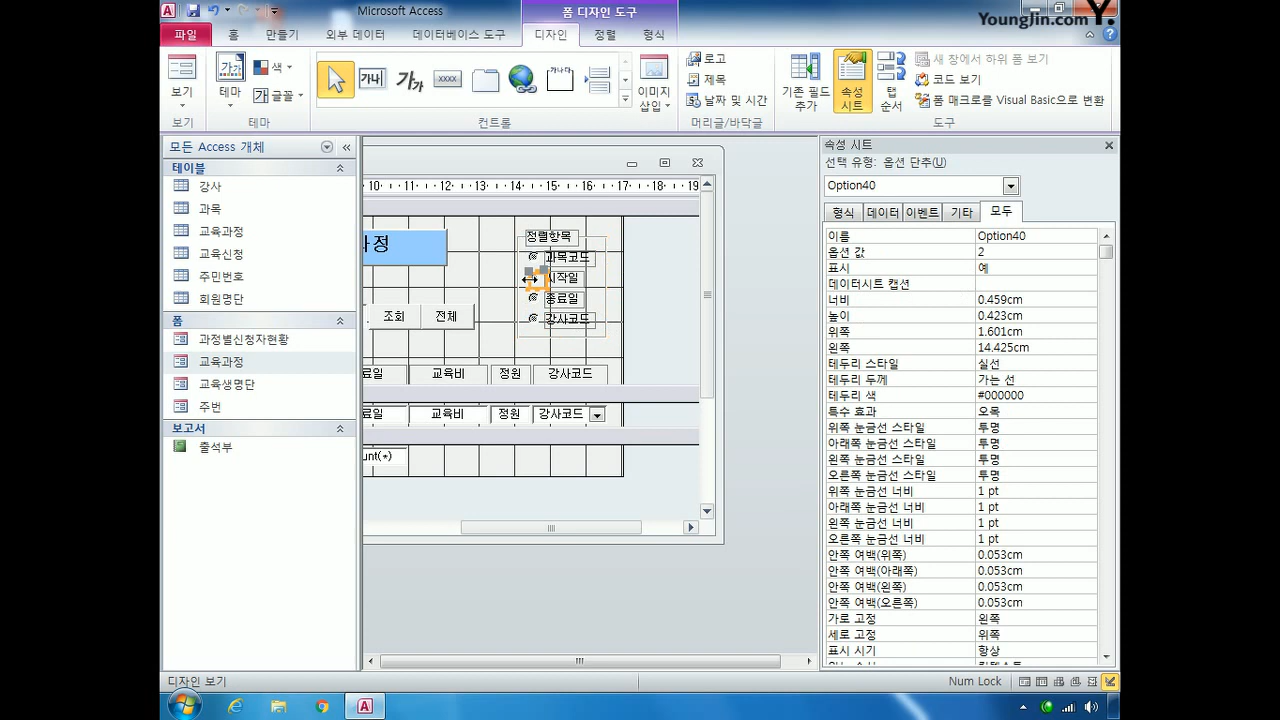 Microsoft Access
폼 디자인 도구
YoungJin.com Y.
파일 홈 만들기 외부 데이터 데이터베이스 도구 디자인 정렬 형식
보기
테마
색
글꼴
가나
xxxx
이미지 삽입
로고
제목
날짜 및 시간
기존 필드 추가
속성 시트
탭 순서
새 창에서 하위 폼 보기
코드 보기
폼 매크로를 Visual Basic으로 변환
보기 테마 컨트롤 머리글/바닥글 도구
모든 Access 개체
테이블
강사
과목
교육과정
교육신청
주민번호
회원명단
폼
과정별신청자현황
교육과정
교육생명단
주번
보고서
출석부
10 11 12 13 14 15 16 17 18 19
정렬항목
과목코드
시작일
종료일
강사코드
조회 전체
료일 교육비 정원 강사코드
료일 교육비 정원 강사코드
unt(*)
속성 시트
선택 유형: 옵션 단추(U)
Option40
형식 데이터 이벤트 기타 모두
이름 Option40
옵션 값 2
표시 예
데이터시트 캡션
너비 0.459cm
높이 0.423cm
위쪽 1.601cm
왼쪽 14.425cm
테두리 스타일 실선
테두리 두께 가는 선
테두리 색 #000000
특수 효과 오목
위쪽 눈금선 스타일 투명
아래쪽 눈금선 스타일 투명
왼쪽 눈금선 스타일 투명
오른쪽 눈금선 스타일 투명
위쪽 눈금선 너비 1 pt
아래쪽 눈금선 너비 1 pt
왼쪽 눈금선 너비 1 pt
오른쪽 눈금선 너비 1 pt
안쪽 여백(위쪽) 0.053cm
안쪽 여백(아래쪽) 0.053cm
안쪽 여백(왼쪽) 0.053cm
안쪽 여백(오른쪽) 0.053cm
가로 고정 왼쪽
세로 고정 위쪽
표시 시기 항상
디자인 보기
Num Lock